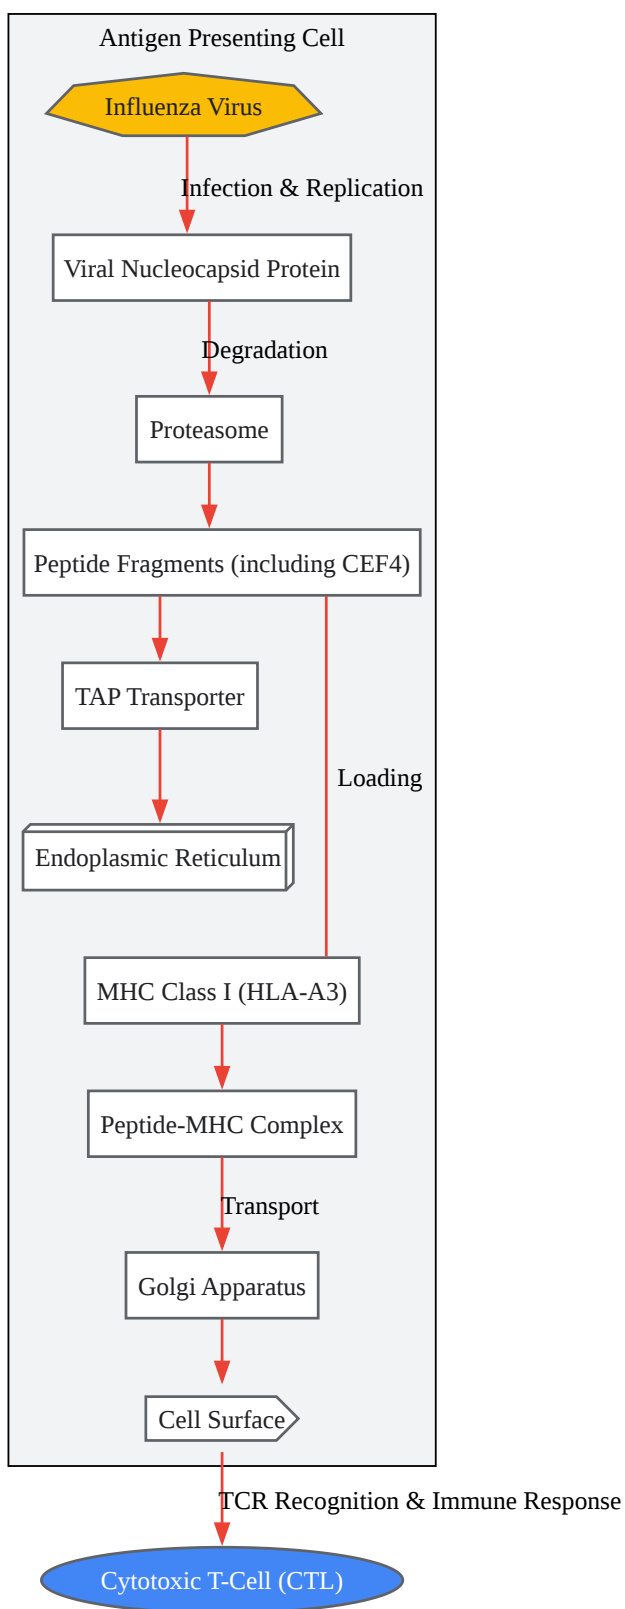 Antigen Presenting Cell
Influenza Virus
Infection & Replication
Viral Nucleocapsid Protein
Degradation
Proteasome
Peptide Fragments (including CEF4)
TAP Transporter
Loading
Endoplasmic Reticulum
MHC Class I (HLA-A3)
Peptide-MHC Complex
Transport
Golgi Apparatus
Cell Surface
TCR Recognition & Immune Response
Cytotoxic T-Cell (CTL)